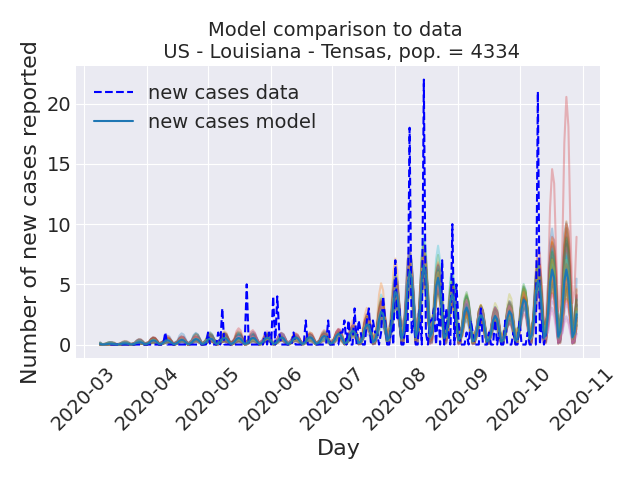 Model comparison to data
US - Louisiana - Tensas, pop. = 4334
Number of new cases reported
new cases data
new cases model
20
15
10
5
0
2020-03
2020-04
2020-05
2020-06
2020-07
2020-08
2020-09
2020-10
2020-11
Day